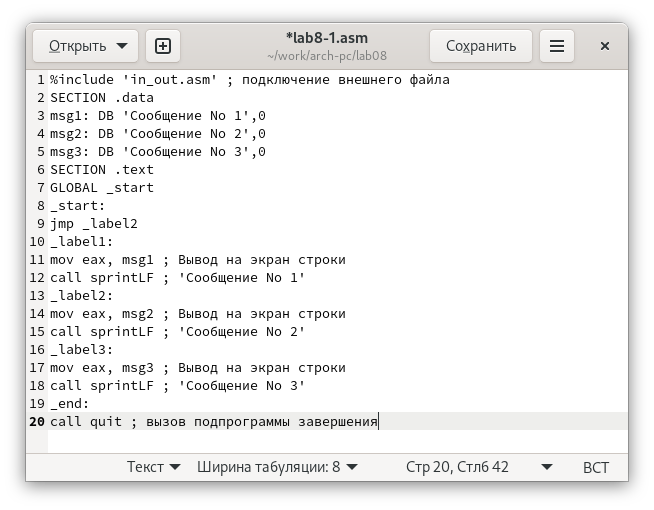 Открыть
*lab8-1.asm
~/work/arch-pc/lab08
Сохранить
1 %include 'in_out.asm' ; подключение внешнего файла
2 SECTION .data
3 msg1: DB 'Сообщение No 1',0
4 msg2: DB 'Сообщение No 2',0
5 msg3: DB 'Сообщение No 3',0
6 SECTION .text
7 GLOBAL _start
8 _start:
9 jmp _label2
10 _label1:
11 mov eax, msg1 ; Вывод на экран строки
12 call sprintLF ; 'Сообщение No 1'
13 _label2:
14 mov eax, msg2 ; Вывод на экран строки
15 call sprintLF ; 'Сообщение No 2'
16 _label3:
17 mov eax, msg3 ; Вывод на экран строки
18 call sprintLF ; 'Сообщение No 3'
19 _end:
20 call quit ; вызов подпрограммы завершения
Текст Ширина табуляции: 8 Стр 20, Стлб 42 ВСТ